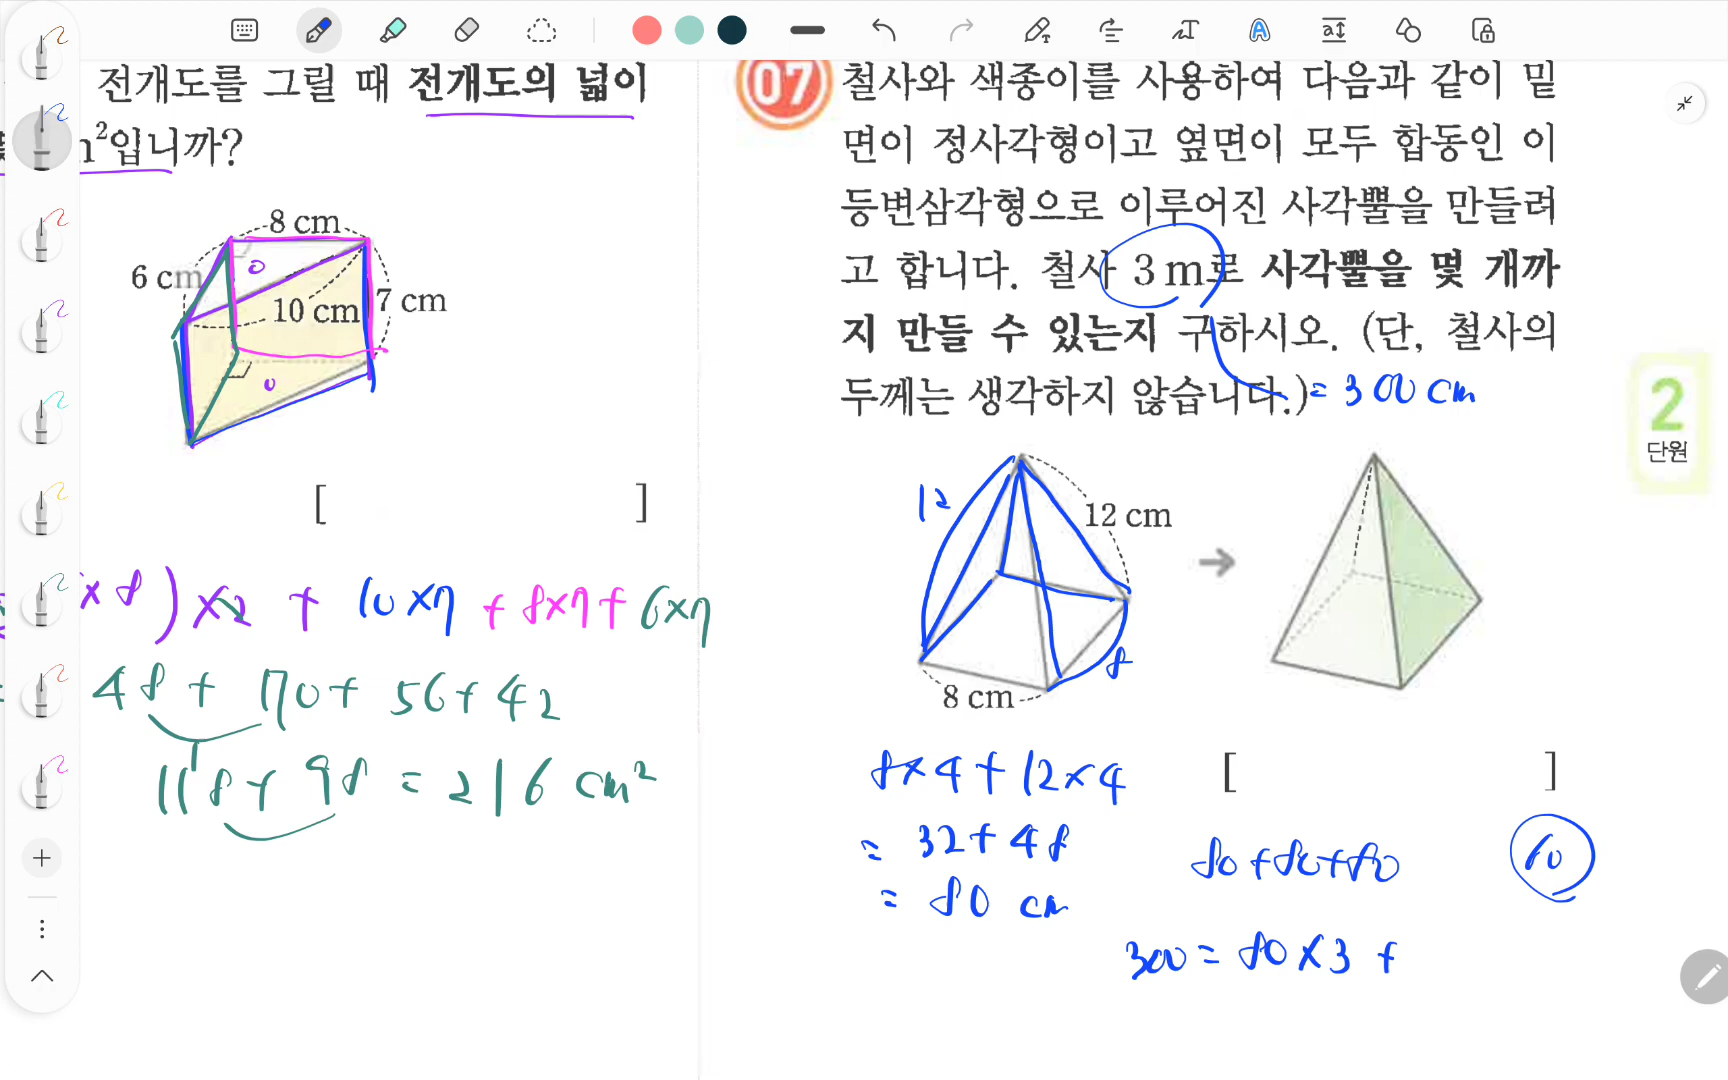 전개도를 그릴 때 전개도의 넓이
²입니까?
8 cm
6 cm
10 cm
7 cm
[ ]
×8)×2 + 10×7 + 8×7+ 6×7
48 + 70+ 56+ 42
118+ 98 = 216 cm²
07 철사와 색종이를 사용하여 다음과 같이 밑
면이 정사각형이고 옆면이 모두 합동인 이
등변삼각형으로 이루어진 사각뿔을 만들려
고 합니다. 철사 3 m로 사각뿔을 몇 개까
지 만들 수 있는지 구하시오. (단, 철사의
두께는 생각하지 않습니다.) = 300 cm
2
단원
12
12 cm
8
8 cm
8×4+12×4
[ ]
= 32+48
= 80 cm
80+80+80
60
300= 80×3 +